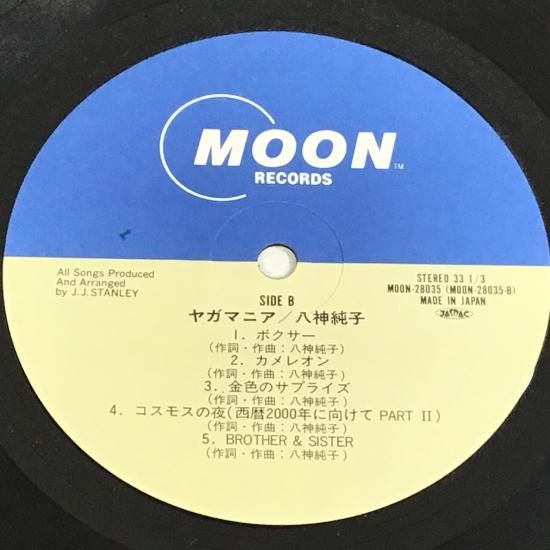 MOON™
RECORDS
All Songs Produced
And Arranged
by J.J.STANLEY
STEREO 33 1/3
MOON-28035 (MOON-28035-B)
MADE IN JAPAN
JASRAC
SIDE B
ヤガマニア／八神純子
1. ボクサー
(作詞・作曲：八神純子)
2. カメレオン
(作詞・作曲：八神純子)
3. 金色のサプライズ
(作詞・作曲：八神純子)
4. コスモスの夜(西暦2000年に向けて PART II)
(作詞・作曲：八神純子)
5. BROTHER & SISTER
(作詞・作曲：八神純子)